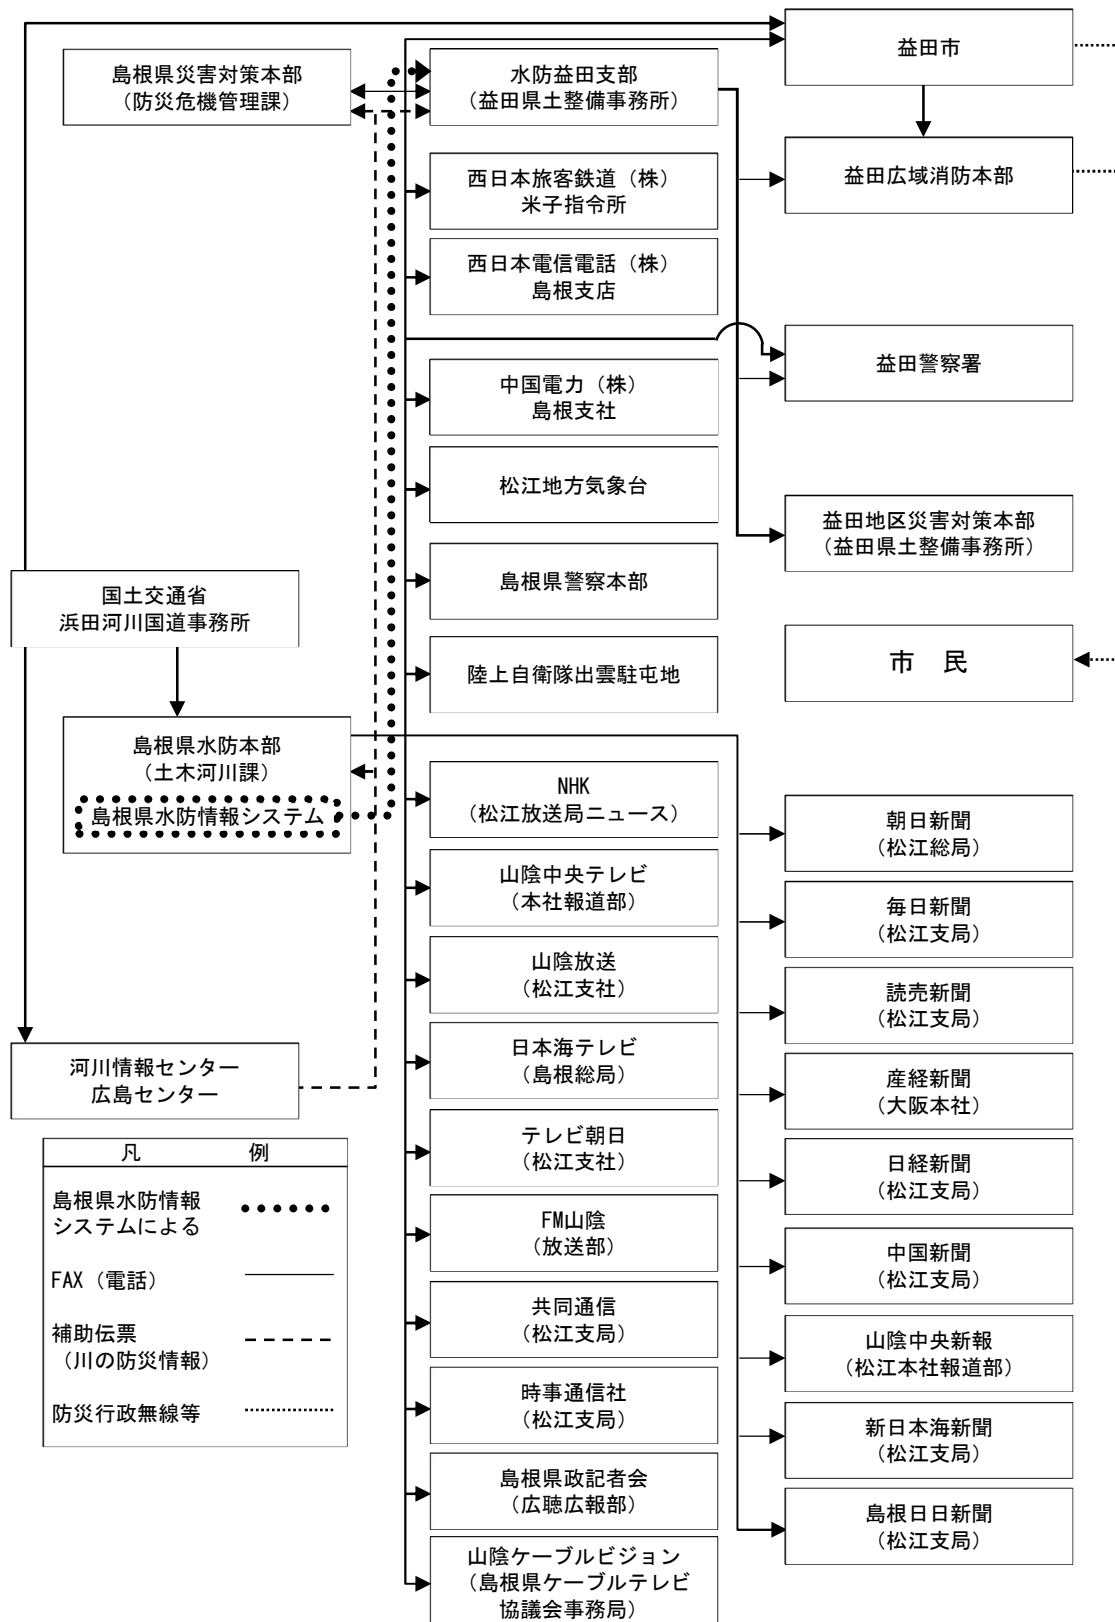 益田市
島根県災害対策本部
(防災危機管理課)
水防益田支部
(益田県土整備事務所)
益田広域消防本部
西日本旅客鉄道(株)
米子指令所
西日本電信電話(株)
島根支店
益田警察署
中国電力(株)
島根支社
松江地方気象台
益田地区災害対策本部
(益田県土整備事務所)
島根県警察本部
国土交通省
浜田河川国道事務所
陸上自衛隊出雲駐屯地
市 民
島根県水防本部
(土木河川課)
島根県水防情報システム
NHK
(松江放送局ニュース)
山陰中央テレビ
(本社報道部)
山陰放送
(松江支社)
日本海テレビ
(島根総局)
テレビ朝日
(松江支社)
FM山陰
(放送部)
共同通信
(松江支局)
時事通信社
(松江支局)
島根県政記者会
(広聴広報部)
山陰ケーブルビジョン
(島根県ケーブルテレビ
協議会事務局)
朝日新聞
(松江総局)
毎日新聞
(松江支局)
読売新聞
(松江支局)
産経新聞
(大阪本社)
日経新聞
(松江支局)
中国新聞
(松江支局)
山陰中央新報
(松江本社報道部)
新日本海新聞
(松江支局)
島根日日新聞
(松江支局)
河川情報センター
広島センター
凡 例
島根県水防情報
システムによる
FAX(電話)
補助伝票
(川の防災情報)
防災行政無線等